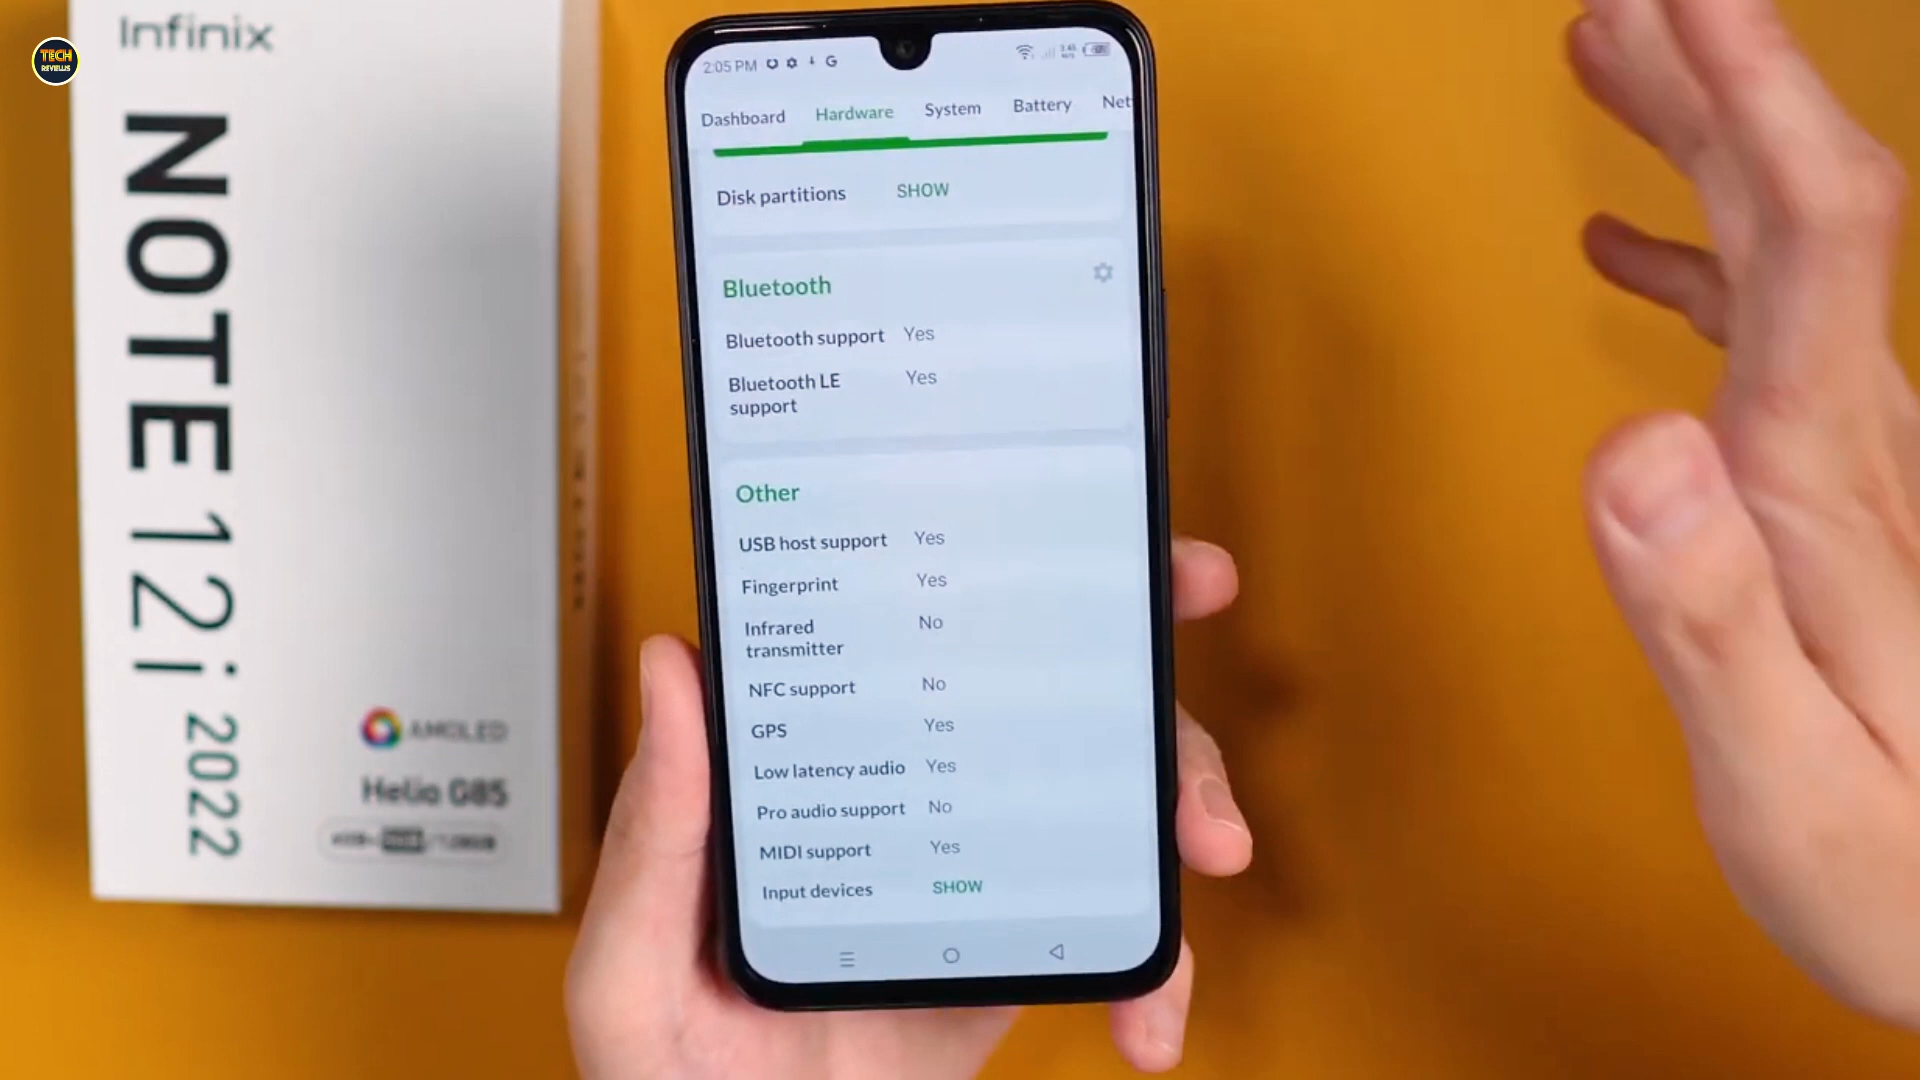 TECH
REVIEWS
Infinix
NOTE 12i 2022
AMOLED
Helio G85
2:05 PM
Dashboard Hardware System Battery Net
Disk partitions SHOW
Bluetooth
Bluetooth support Yes
Bluetooth LE Yes
support
Other
USB host support Yes
Fingerprint Yes
Infrared No
transmitter
NFC support No
GPS Yes
Low latency audio Yes
Pro audio support No
MIDI support Yes
Input devices SHOW